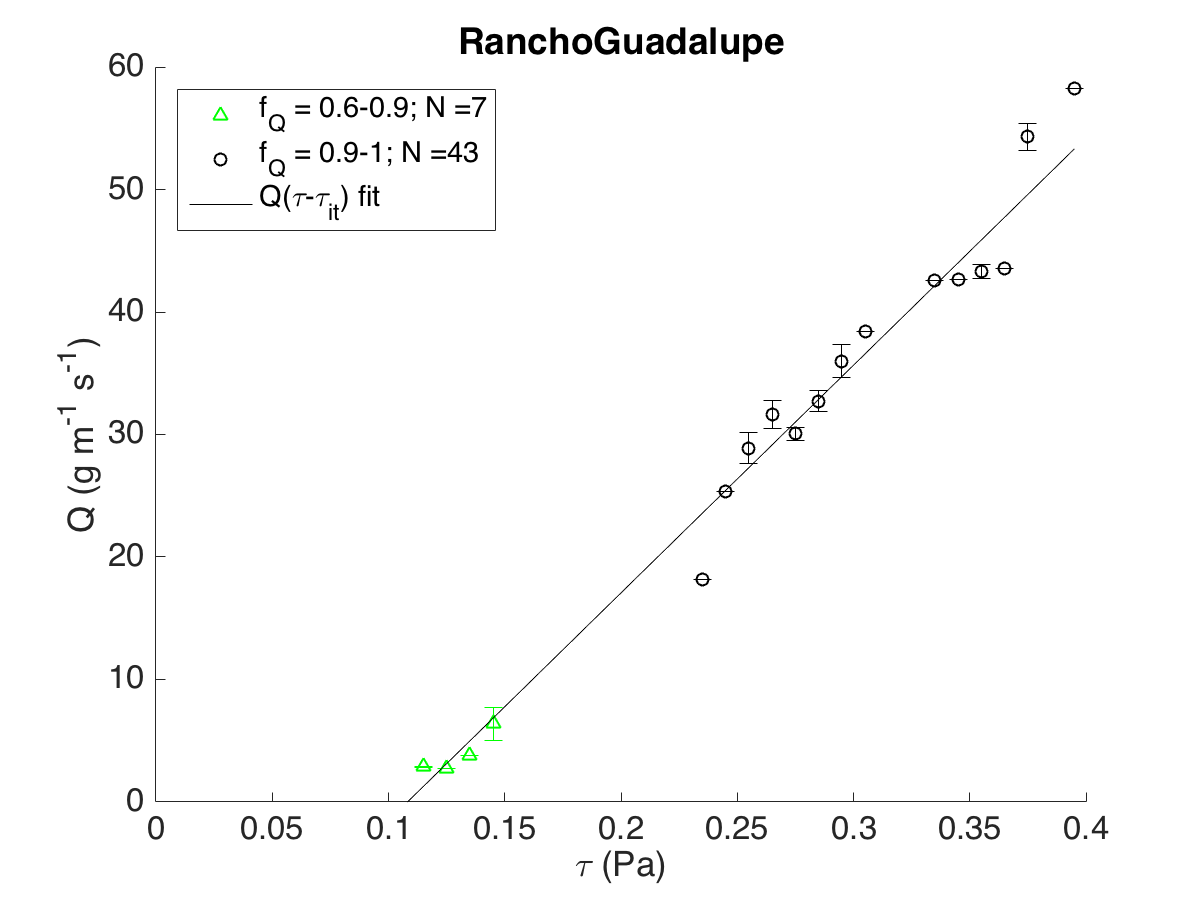 RanchoGuadalupe
f_Q = 0.6-0.9; N =7
f_Q = 0.9-1; N =43
Q(τ-τ_it) fit
60
50
40
30
20
10
0
Q (g m^-1 s^-1)
0 0.05 0.1 0.15 0.2 0.25 0.3 0.35 0.4
τ (Pa)